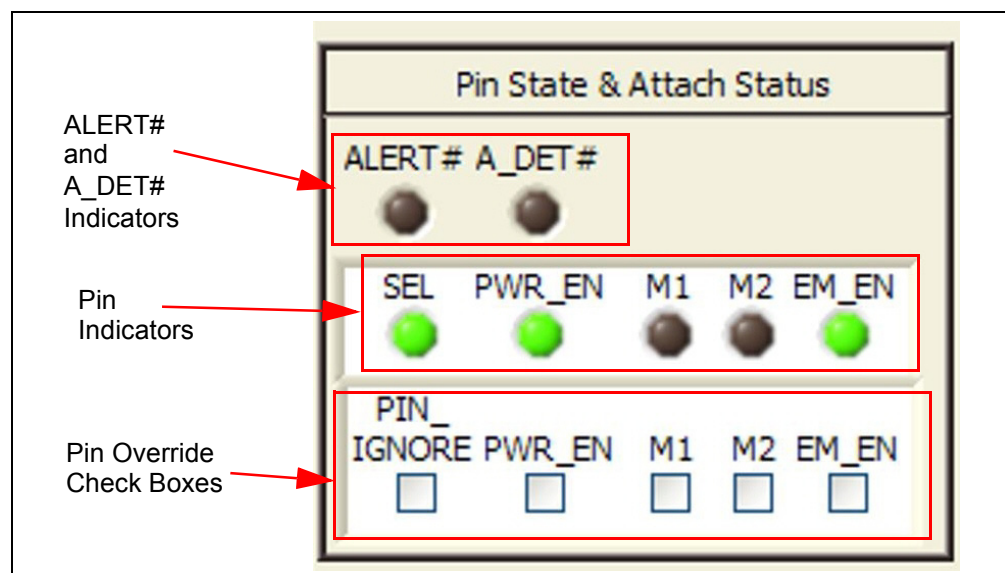 Pin State & Attach Status
ALERT#
and
A_DET#
Indicators
ALERT# A_DET#
Pin
Indicators
SEL PWR_EN M1 M2 EM_EN
Pin Override
Check Boxes
PIN_
IGNORE PWR_EN M1 M2 EM_EN